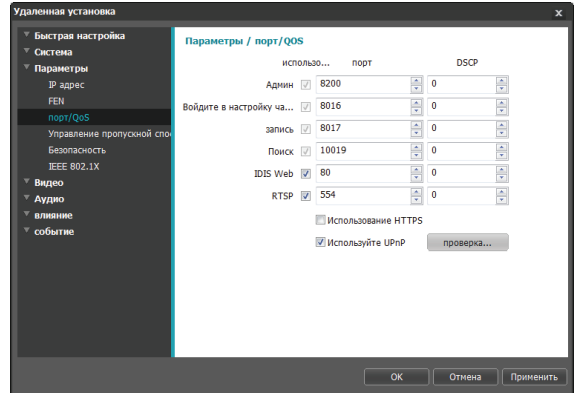 Удаленная установка
x
Быстрая настройка
Система
Параметры
IP адрес
FEN
порт/QoS
Управление пропускной спо
Безопасность
IEEE 802.1X
Видео
Аудио
влияние
событие
Параметры / порт/QOS
использо... порт DSCP
Админ 8200 0
Войдите в настройку ча... 8016 0
запись 8017 0
Поиск 10019 0
IDIS Web 80 0
RTSP 554 0
Использование HTTPS
Используйте UPnP проверка...
OK Отмена Применить